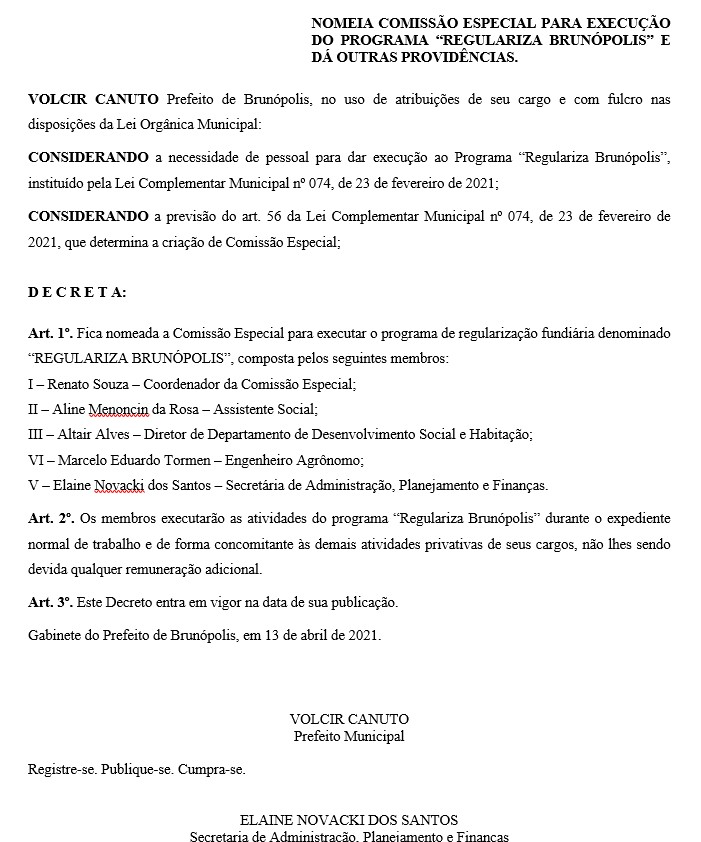 NOMEIA COMISSÃO ESPECIAL PARA EXECUÇÃO
DO PROGRAMA “REGULARIZA BRUNÓPOLIS” E
DÁ OUTRAS PROVIDÊNCIAS.
VOLCIR CANUTO Prefeito de Brunópolis, no uso de atribuições de seu cargo e com fulcro nas
disposições da Lei Orgânica Municipal:
CONSIDERANDO a necessidade de pessoal para dar execução ao Programa “Regulariza Brunópolis”,
instituído pela Lei Complementar Municipal nº 074, de 23 de fevereiro de 2021;
CONSIDERANDO a previsão do art. 56 da Lei Complementar Municipal nº 074, de 23 de fevereiro de
2021, que determina a criação de Comissão Especial;
D E C R E T A:
Art. 1º. Fica nomeada a Comissão Especial para executar o programa de regularização fundiária denominado
“REGULARIZA BRUNÓPOLIS”, composta pelos seguintes membros:
I – Renato Souza – Coordenador da Comissão Especial;
II – Aline Menoncin da Rosa – Assistente Social;
III – Altair Alves – Diretor de Departamento de Desenvolvimento Social e Habitação;
VI – Marcelo Eduardo Tormen – Engenheiro Agrônomo;
V – Elaine Novacki dos Santos – Secretária de Administração, Planejamento e Finanças.
Art. 2º. Os membros executarão as atividades do programa “Regulariza Brunópolis” durante o expediente
normal de trabalho e de forma concomitante às demais atividades privativas de seus cargos, não lhes sendo
devida qualquer remuneração adicional.
Art. 3º. Este Decreto entra em vigor na data de sua publicação.
Gabinete do Prefeito de Brunópolis, em 13 de abril de 2021.
VOLCIR CANUTO
Prefeito Municipal
Registre-se. Publique-se. Cumpra-se.
ELAINE NOVACKI DOS SANTOS
Secretaria de Administração, Planejamento e Finanças